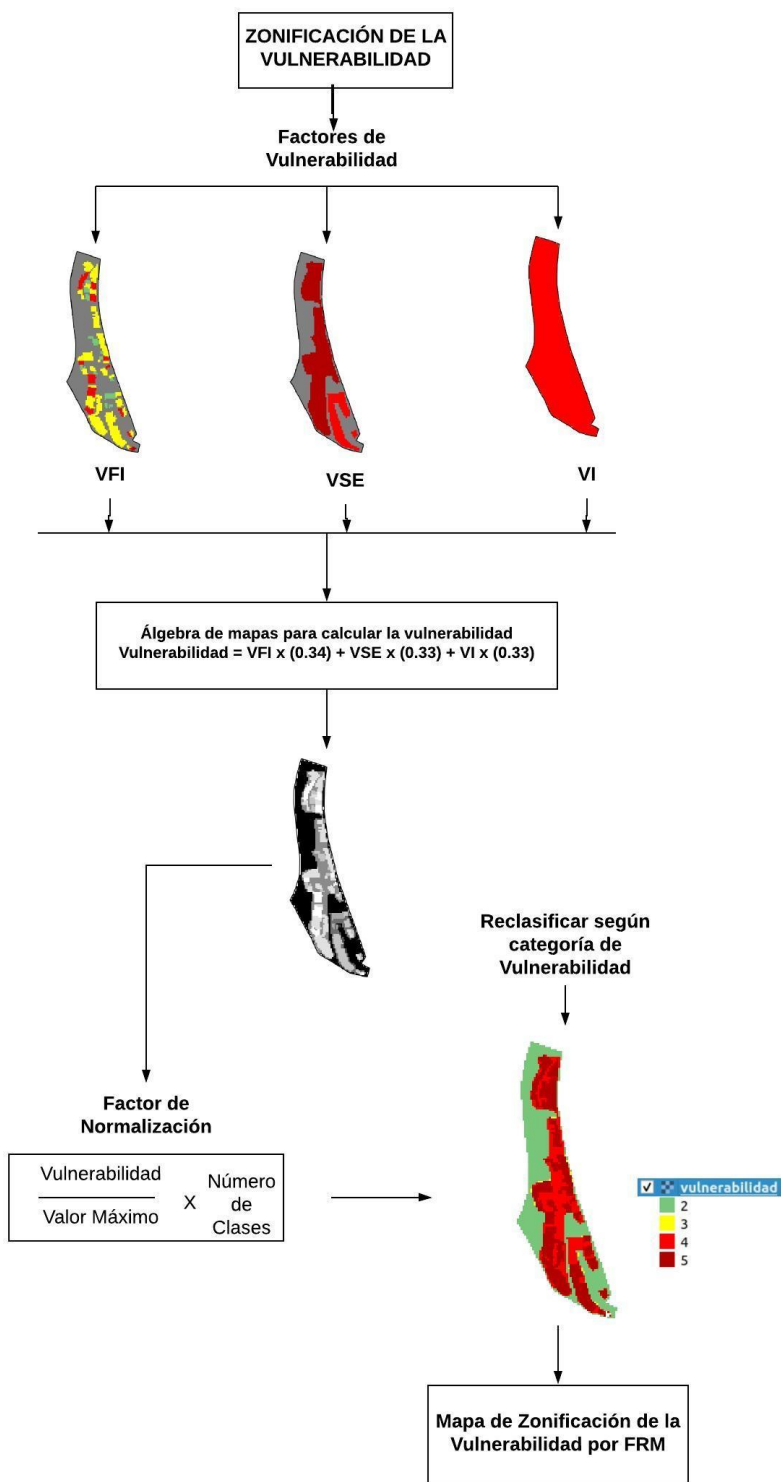 ZONIFICACIÓN DE LA
VULNERABILIDAD
Factores de
Vulnerabilidad
VFI
VSE
VI
Álgebra de mapas para calcular la vulnerabilidad
Vulnerabilidad = VFI x (0.34) + VSE x (0.33) + VI x (0.33)
Reclasificar según
categoría de
Vulnerabilidad
Factor de
Normalización
Vulnerabilidad
Valor Máximo
X
Número
de
Clases
vulnerabilidad
2
3
4
5
Mapa de Zonificación de la
Vulnerabilidad por FRM